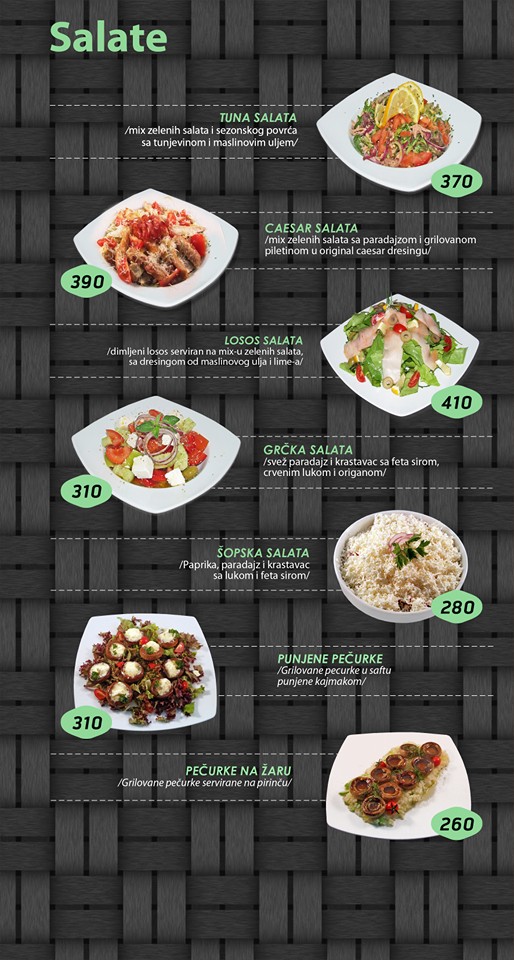 Salate
TUNA SALATA
/mix zelenih salata i sezonskog povrća
sa tunjevinom i maslinovim uljem/
370
CAESAR SALATA
/mix zelenih salata sa paradajzom i grilovanom
piletinom u original caesar dresingu/
390
LOSOS SALATA
/dimljeni losos serviran na mix-u zelenih salata,
sa dresingom od maslinovog ulja i lime-a/
410
GRČKA SALATA
/svež paradajz i krastavac sa feta sirom,
crvenim lukom i origanom/
310
ŠOPSKA SALATA
/Paprika, paradajz i krastavac
sa lukom i feta sirom/
280
PUNJENE PEČURKE
/Grilovane pecurke u saftu
punjene kajmakom/
310
PEČURKE NA ŽARU
/Grilovane pečurke servirane na pirinču/
260